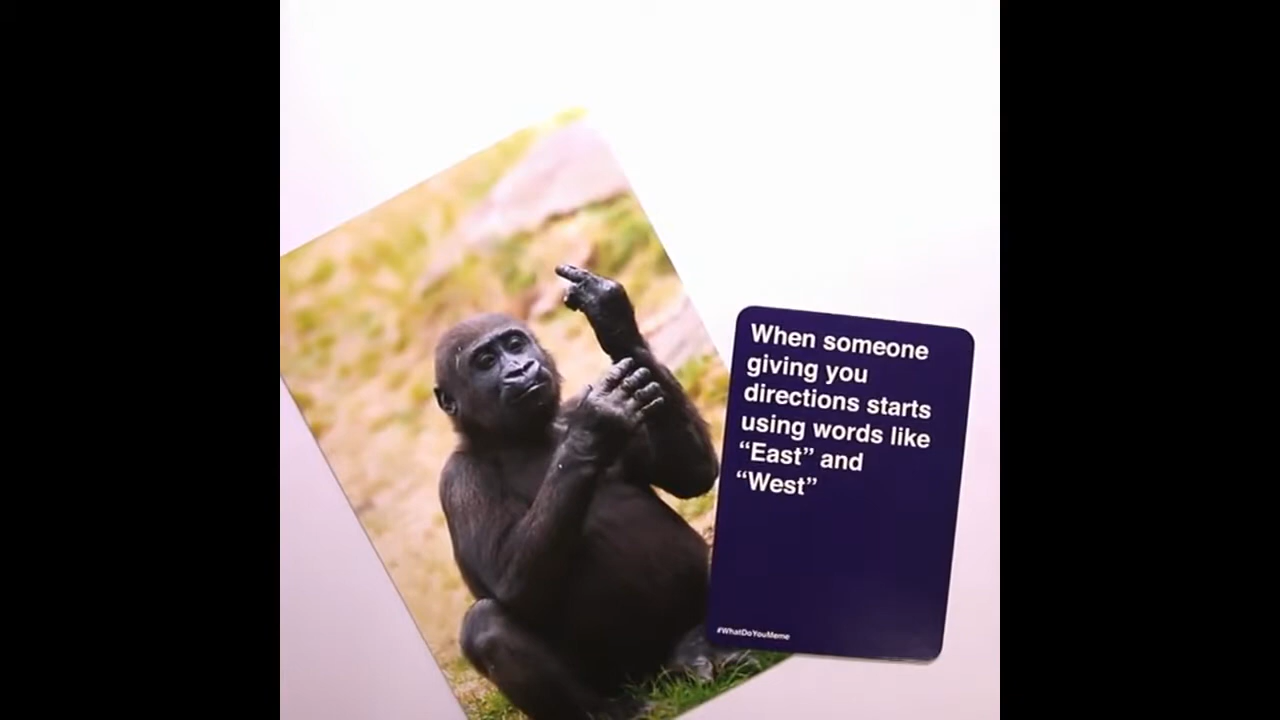 When someone
giving you
directions starts
using words like
“East” and
“West”
#WhatDoYouMeme